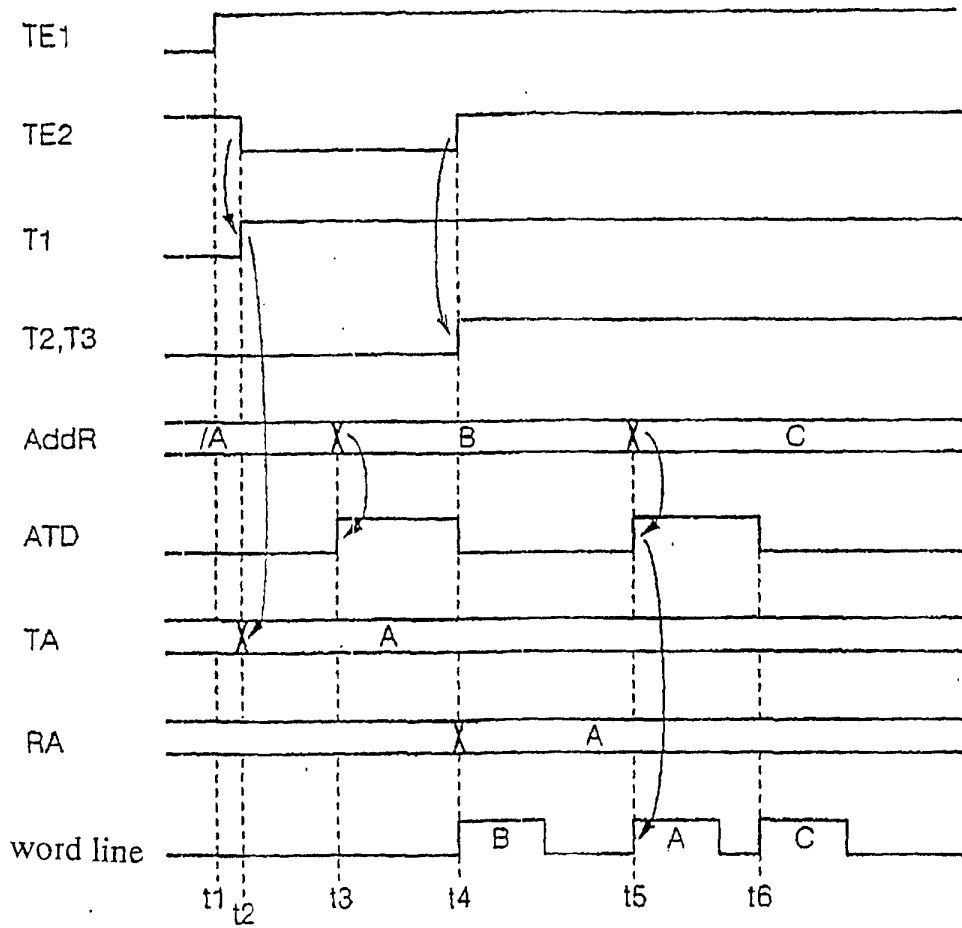 TE1
TE2
T1
T2,T3
AddR /A B C
ATD
TA A
RA A
word line B A C
t1 t2 t3 t4 t5 t6